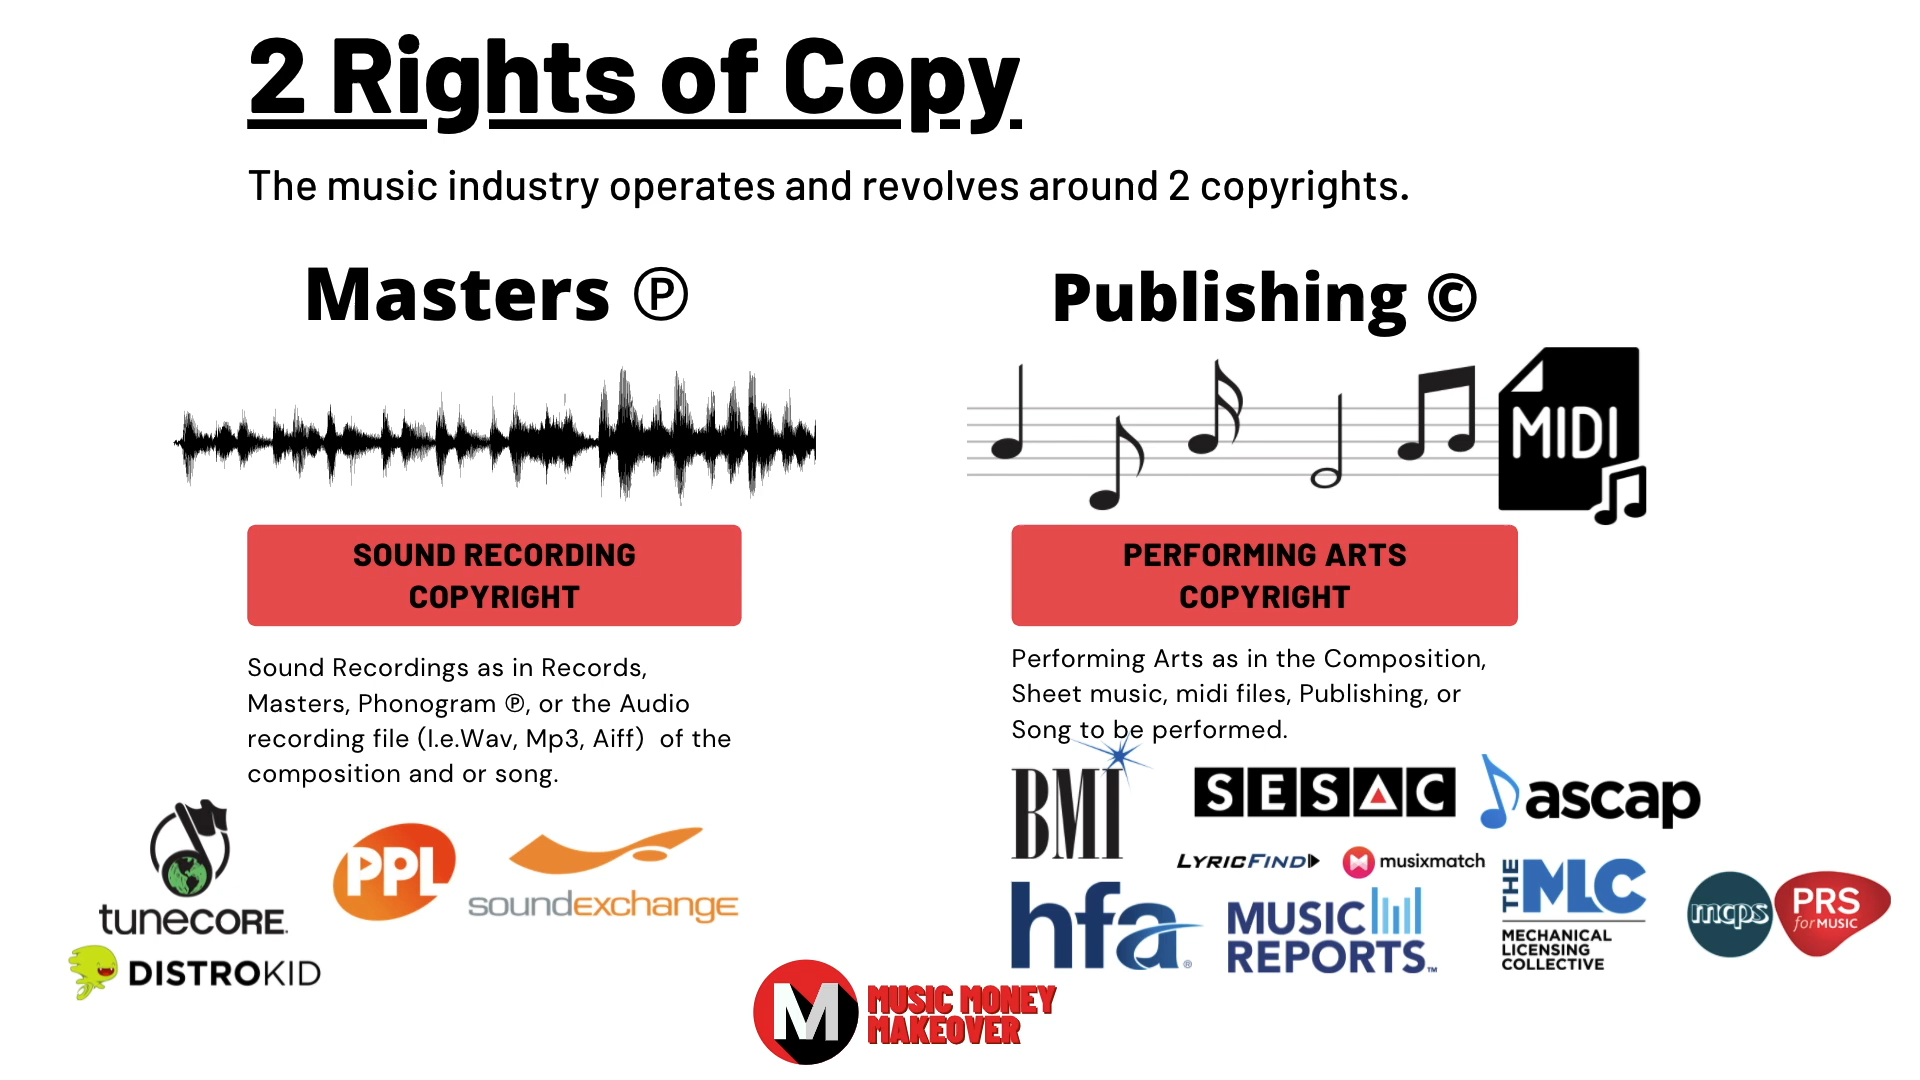 2 Rights of Copy
The music industry operates and revolves around 2 copyrights.
Masters ℗
Publishing ©
MIDI
SOUND RECORDING
COPYRIGHT
Sound Recordings as in Records,
Masters, Phonogram ℗, or the Audio
recording file (I.e.Wav, Mp3, Aiff)  of the
composition and or song.
tunecore.
PPL
soundexchange
DISTROKID
PERFORMING ARTS
COPYRIGHT
Performing Arts as in the Composition,
Sheet music, midi files, Publishing, or
Song to be performed.
BMI
SESAC
ascap
LYRICFIND
musixmatch
hfa®
MUSIC
REPORTS™
THE MLC
MECHANICAL
LICENSING
COLLECTIVE
mcps
PRS
for MUSIC
M
MUSIC MONEY
MAKEOVER